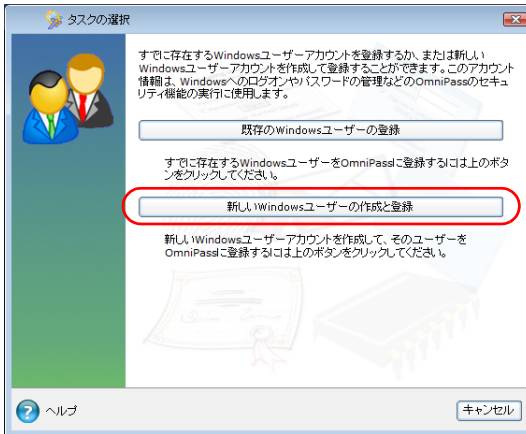 タスクの選択
すでに存在するWindowsユーザーアカウントを登録するか、または新しい
Windowsユーザーアカウントを作成して登録することができます。このアカウント
情報は、WindowsへのログオンやパスワードのOmniPassの管理などのセキュ
リティ機能の実行に使用します。
既存のWindowsユーザーの登録
すでに存在するWindowsユーザーをOmniPassに登録するには上のボタ
ンをクリックしてください。
新しいWindowsユーザーの作成と登録
新しいWindowsユーザーアカウントを作成して、そのユーザーを
OmniPassに登録するには上のボタンをクリックしてください。
ヘルプ
キャンセル